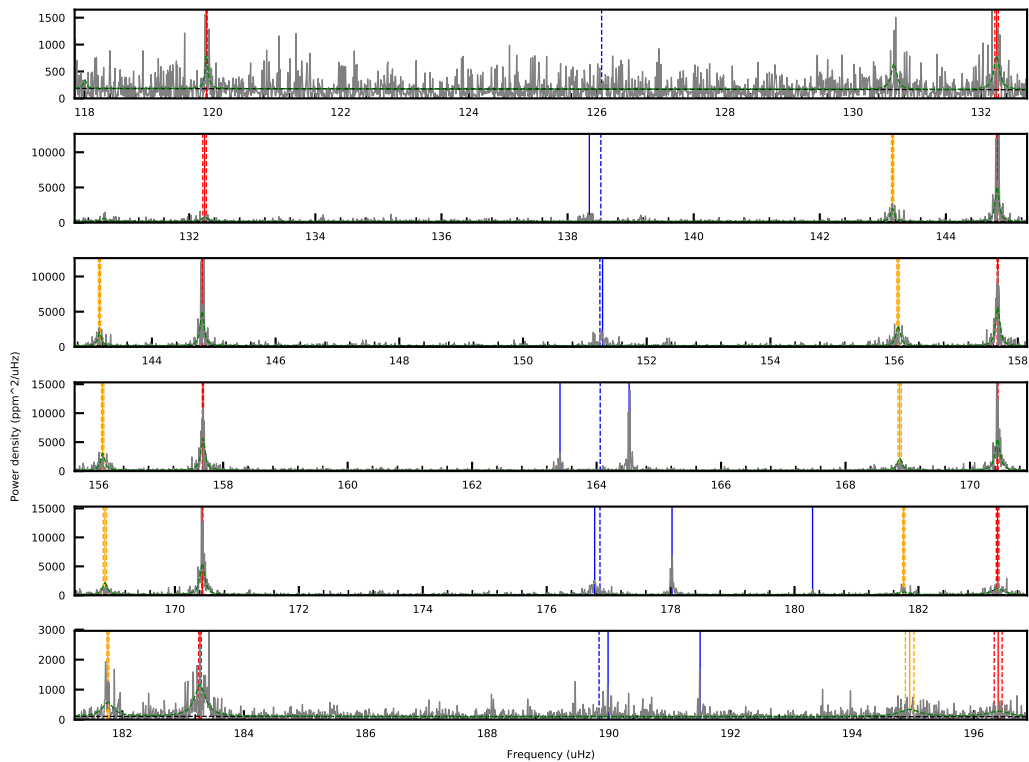 1500
1000
500
0
118 120 122 124 126 128 130 132
10000
5000
0
132 134 136 138 140 142 144
10000
5000
0
144 146 148 150 152 154 156 158
Power density (ppm^2/uHz)
15000
10000
5000
0
156 158 160 162 164 166 168 170
15000
10000
5000
0
170 172 174 176 178 180 182
3000
2000
1000
0
182 184 186 188 190 192 194 196
Frequency (uHz)